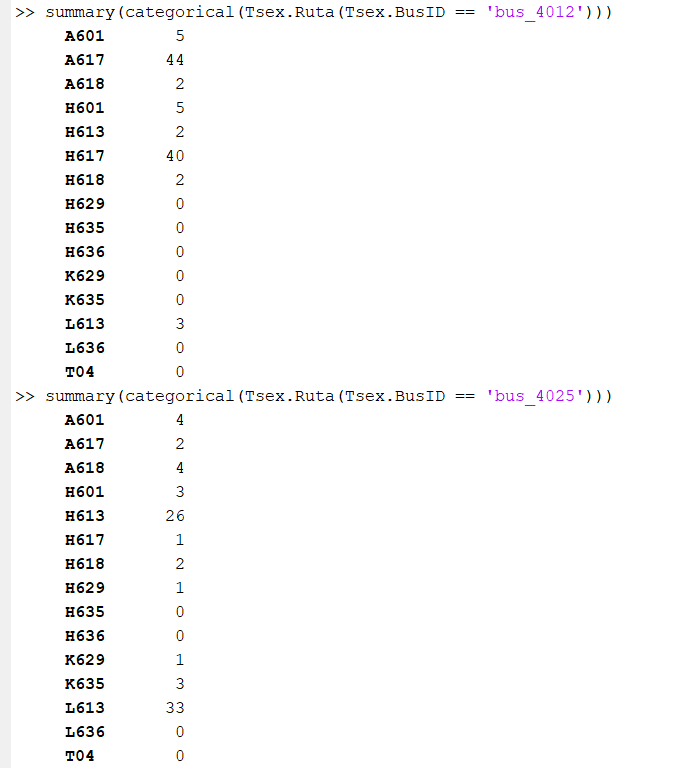 >> summary(categorical(Tsex.Ruta(Tsex.BusID == 'bus_4012')))
A601 5
A617 44
A618 2
H601 5
H613 2
H617 40
H618 2
H629 0
H635 0
H636 0
K629 0
K635 0
L613 3
L636 0
T04 0
>> summary(categorical(Tsex.Ruta(Tsex.BusID == 'bus_4025')))
A601 4
A617 2
A618 4
H601 3
H613 26
H617 1
H618 2
H629 1
H635 0
H636 0
K629 1
K635 3
L613 33
L636 0
T04 0